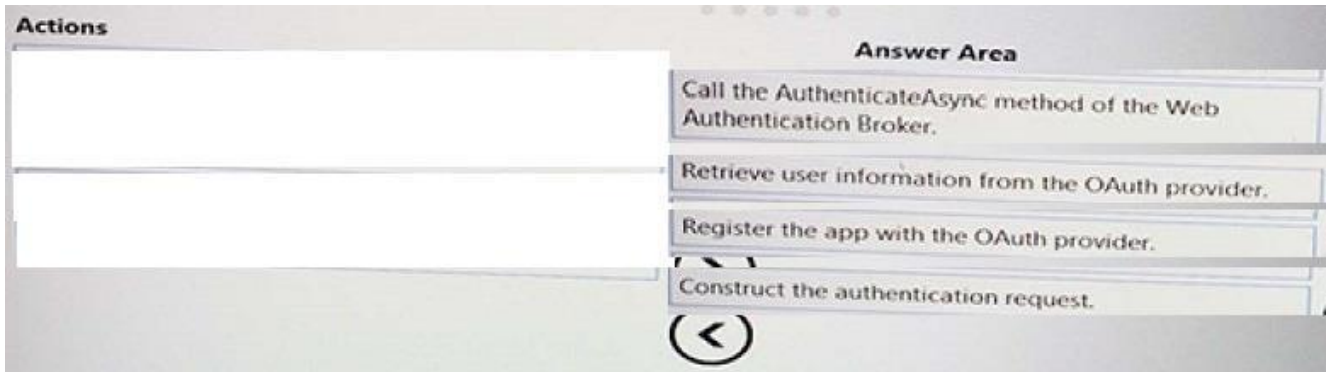 Actions
Answer Area
Call the AuthenticateAsync method of the Web
Authentication Broker.
Retrieve user information from the OAuth provider.
Register the app with the OAuth provider.
Construct the authentication request.